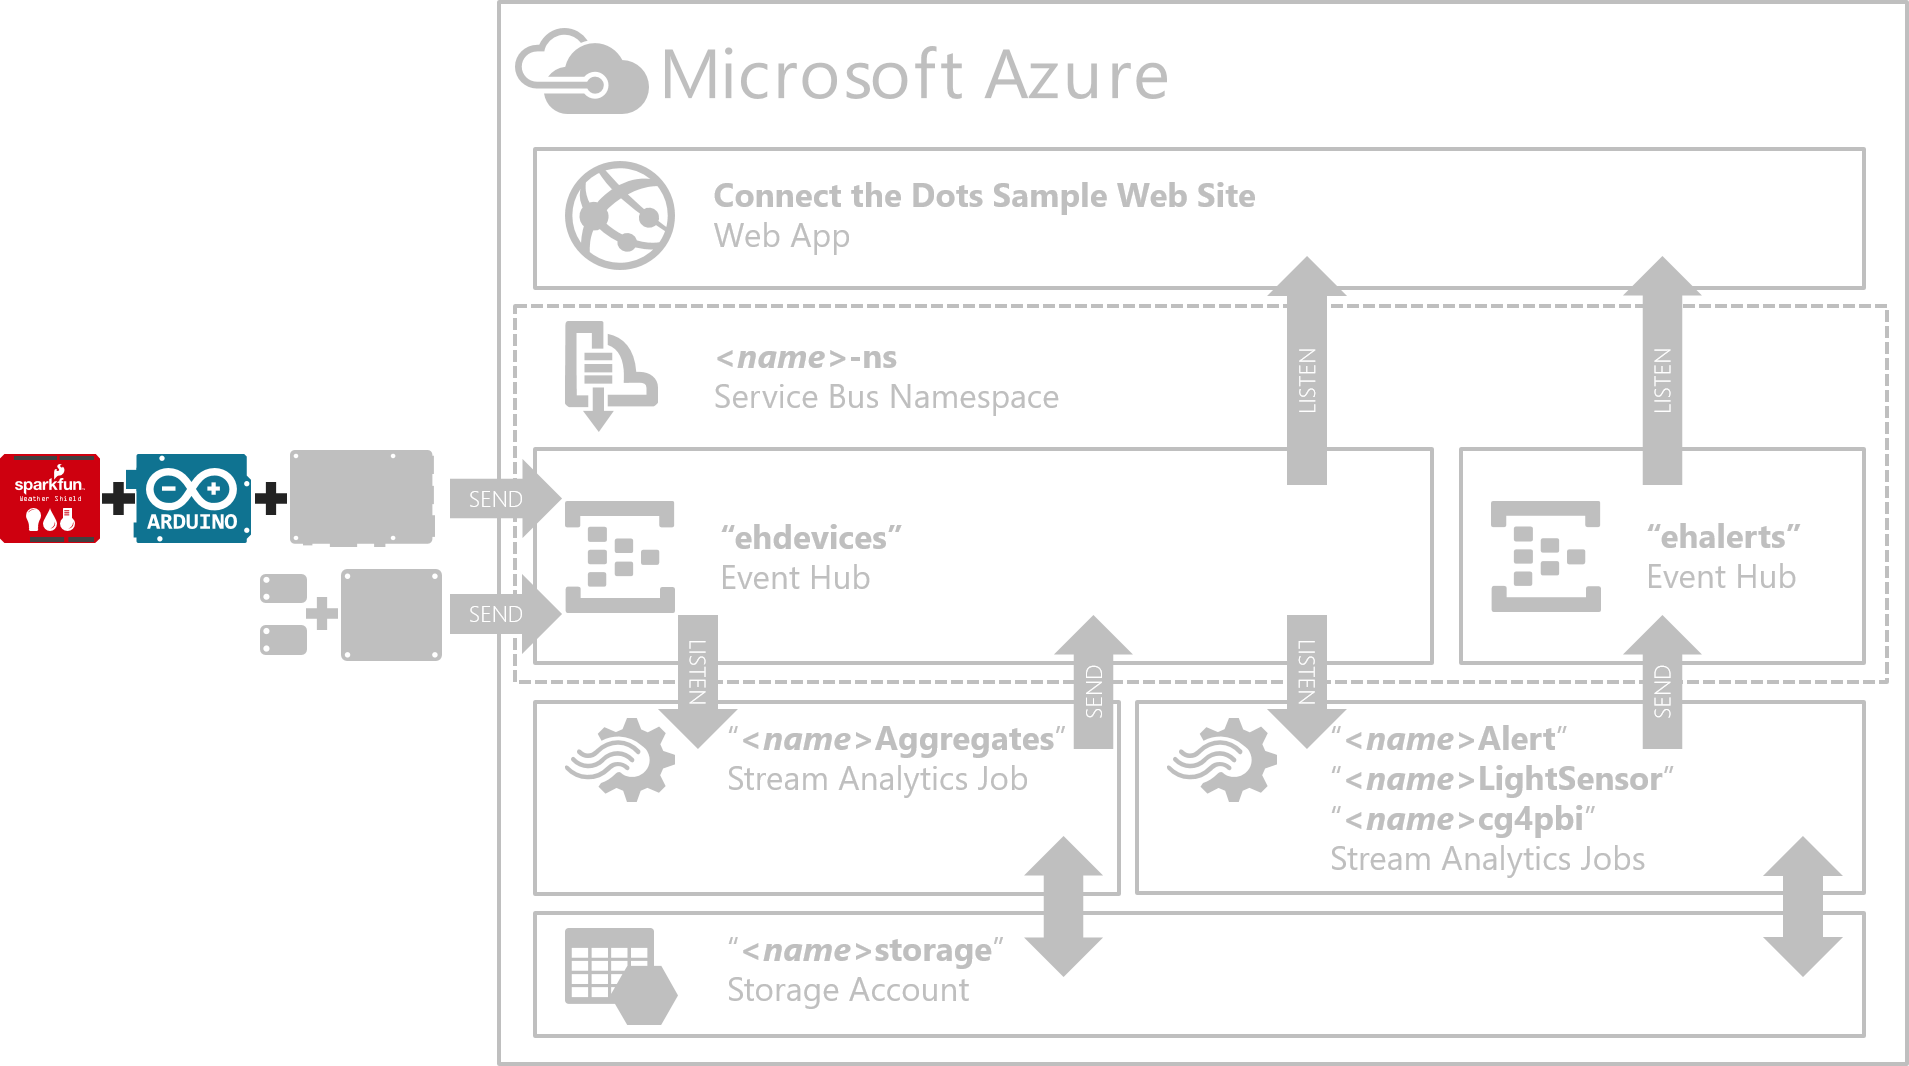 Microsoft Azure
Connect the Dots Sample Web Site
Web App
<name>-ns
Service Bus Namespace
LISTEN
LISTEN
sparkfun
Weather Shield
ARDUINO
SEND
SEND
“ehdevices”
Event Hub
“ehalerts”
Event Hub
LISTEN
SEND
LISTEN
SEND
“<name>Aggregates”
Stream Analytics Job
“<name>Alert”
“<name>LightSensor”
“<name>cg4pbi”
Stream Analytics Jobs
“<name>storage”
Storage Account